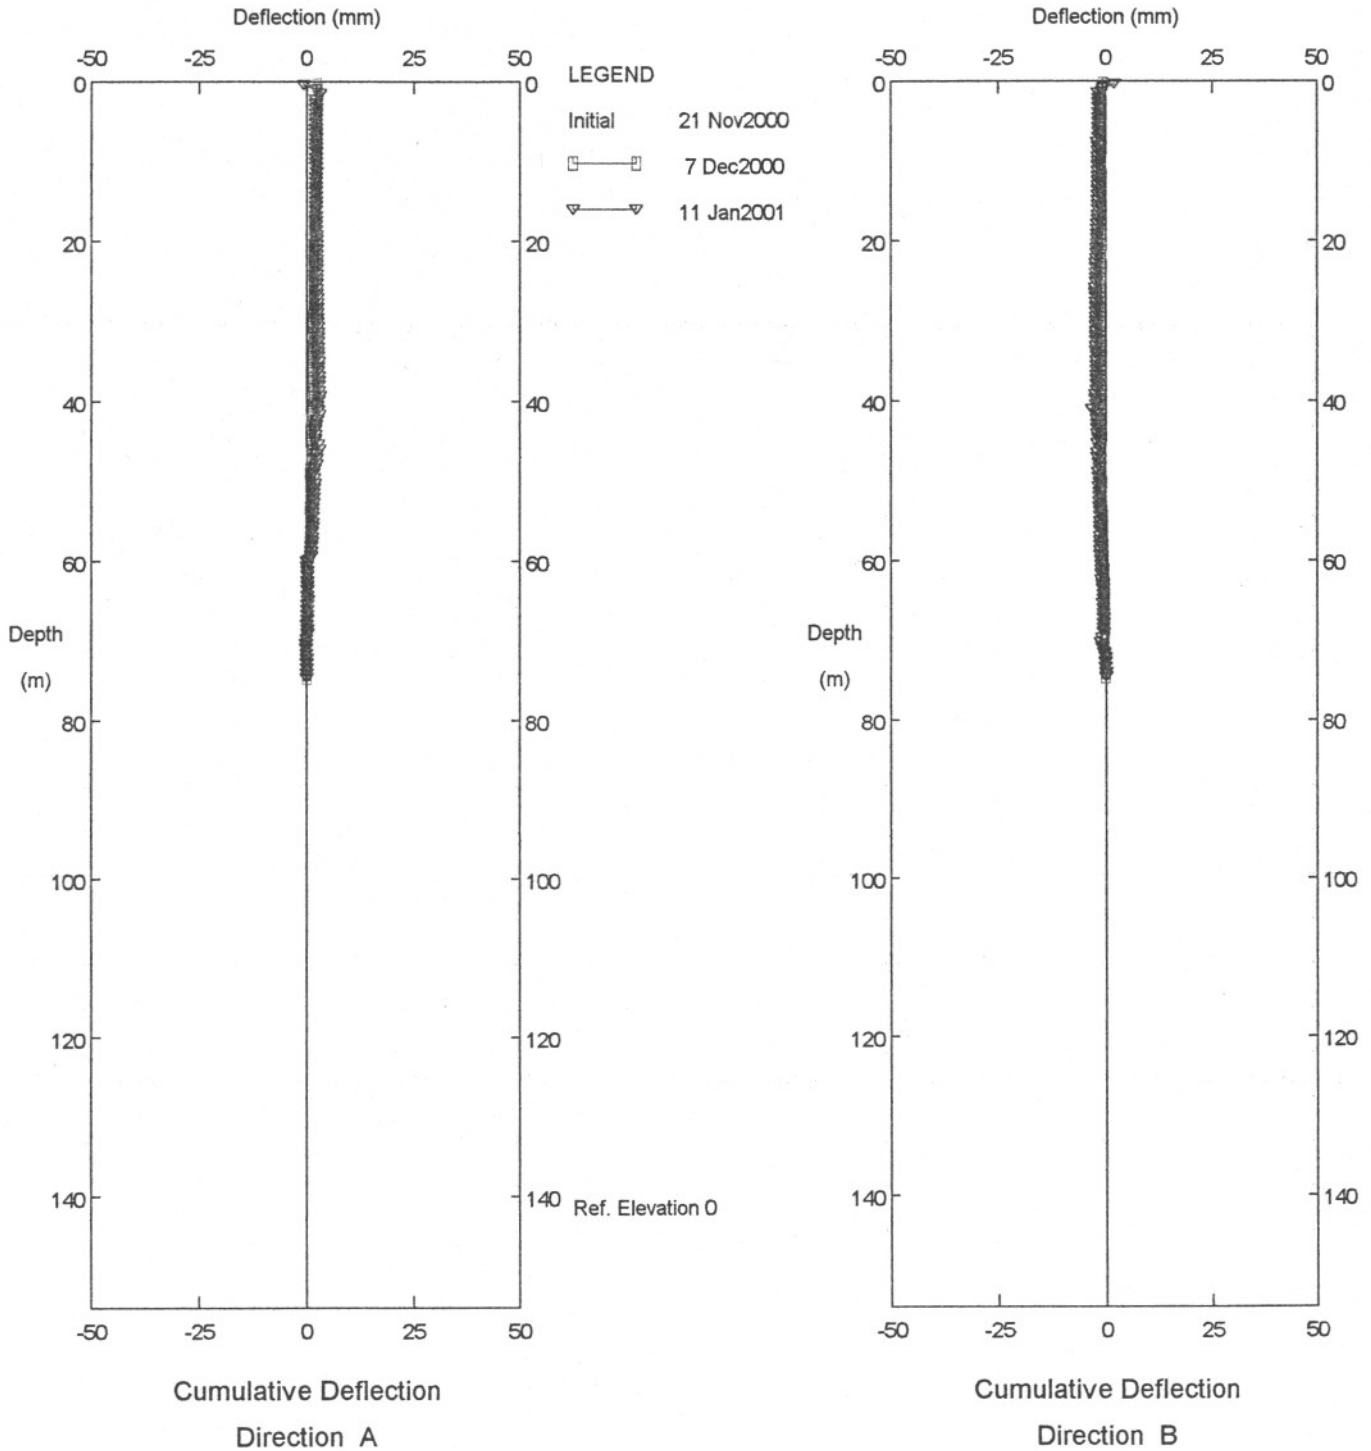 Deflection (mm)
-50 -25 0 25 50
0 0
20 20
40 40
60 60
Depth
(m)
80 80
100 100
120 120
140 140
-50 -25 0 25 50
Cumulative Deflection
Direction A
LEGEND
Initial 21 Nov2000
7 Dec2000
11 Jan2001
Ref. Elevation 0
Deflection (mm)
-50 -25 0 25 50
0 0
20 20
40 40
60 60
Depth
(m)
80 80
100 100
120 120
140 140
-50 -25 0 25 50
Cumulative Deflection
Direction B